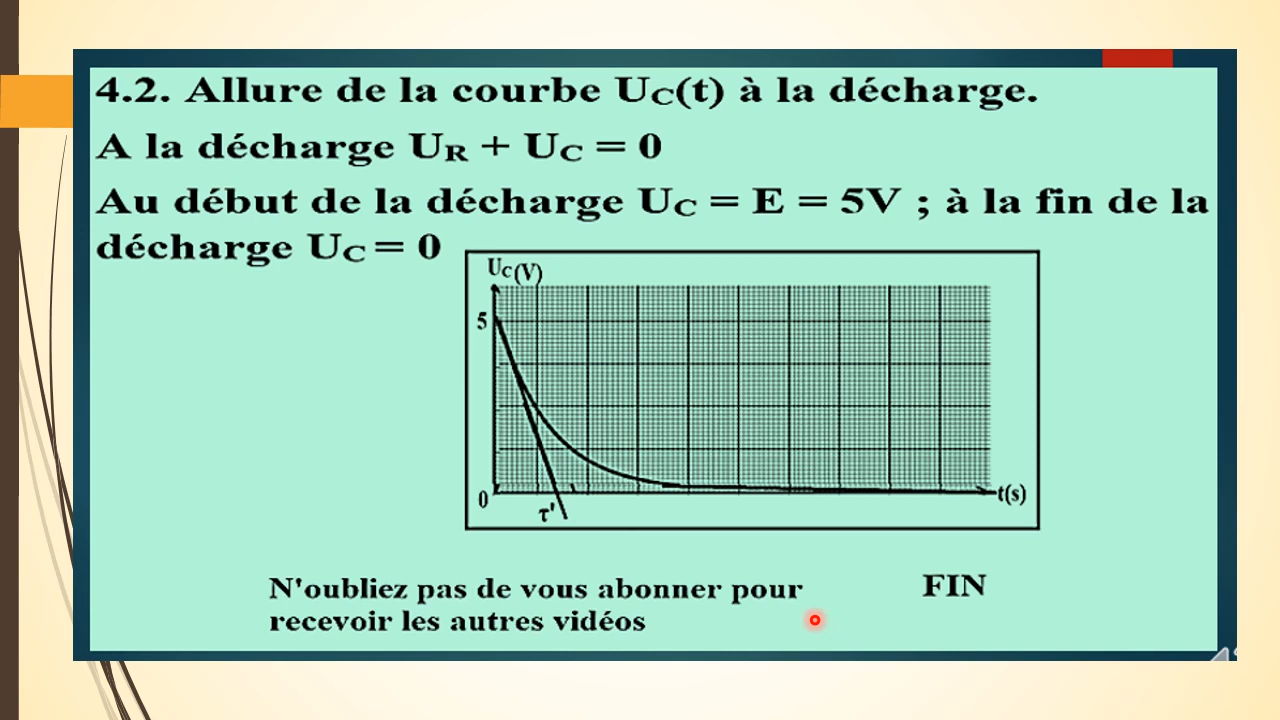 4.2. Allure de la courbe UC(t) à la décharge.
A la décharge UR + UC = 0
Au début de la décharge UC = E = 5V ; à la fin de la
décharge UC = 0
UC(V)
5
0
τ'
t(s)
N'oubliez pas de vous abonner pour
recevoir les autres vidéos
FIN